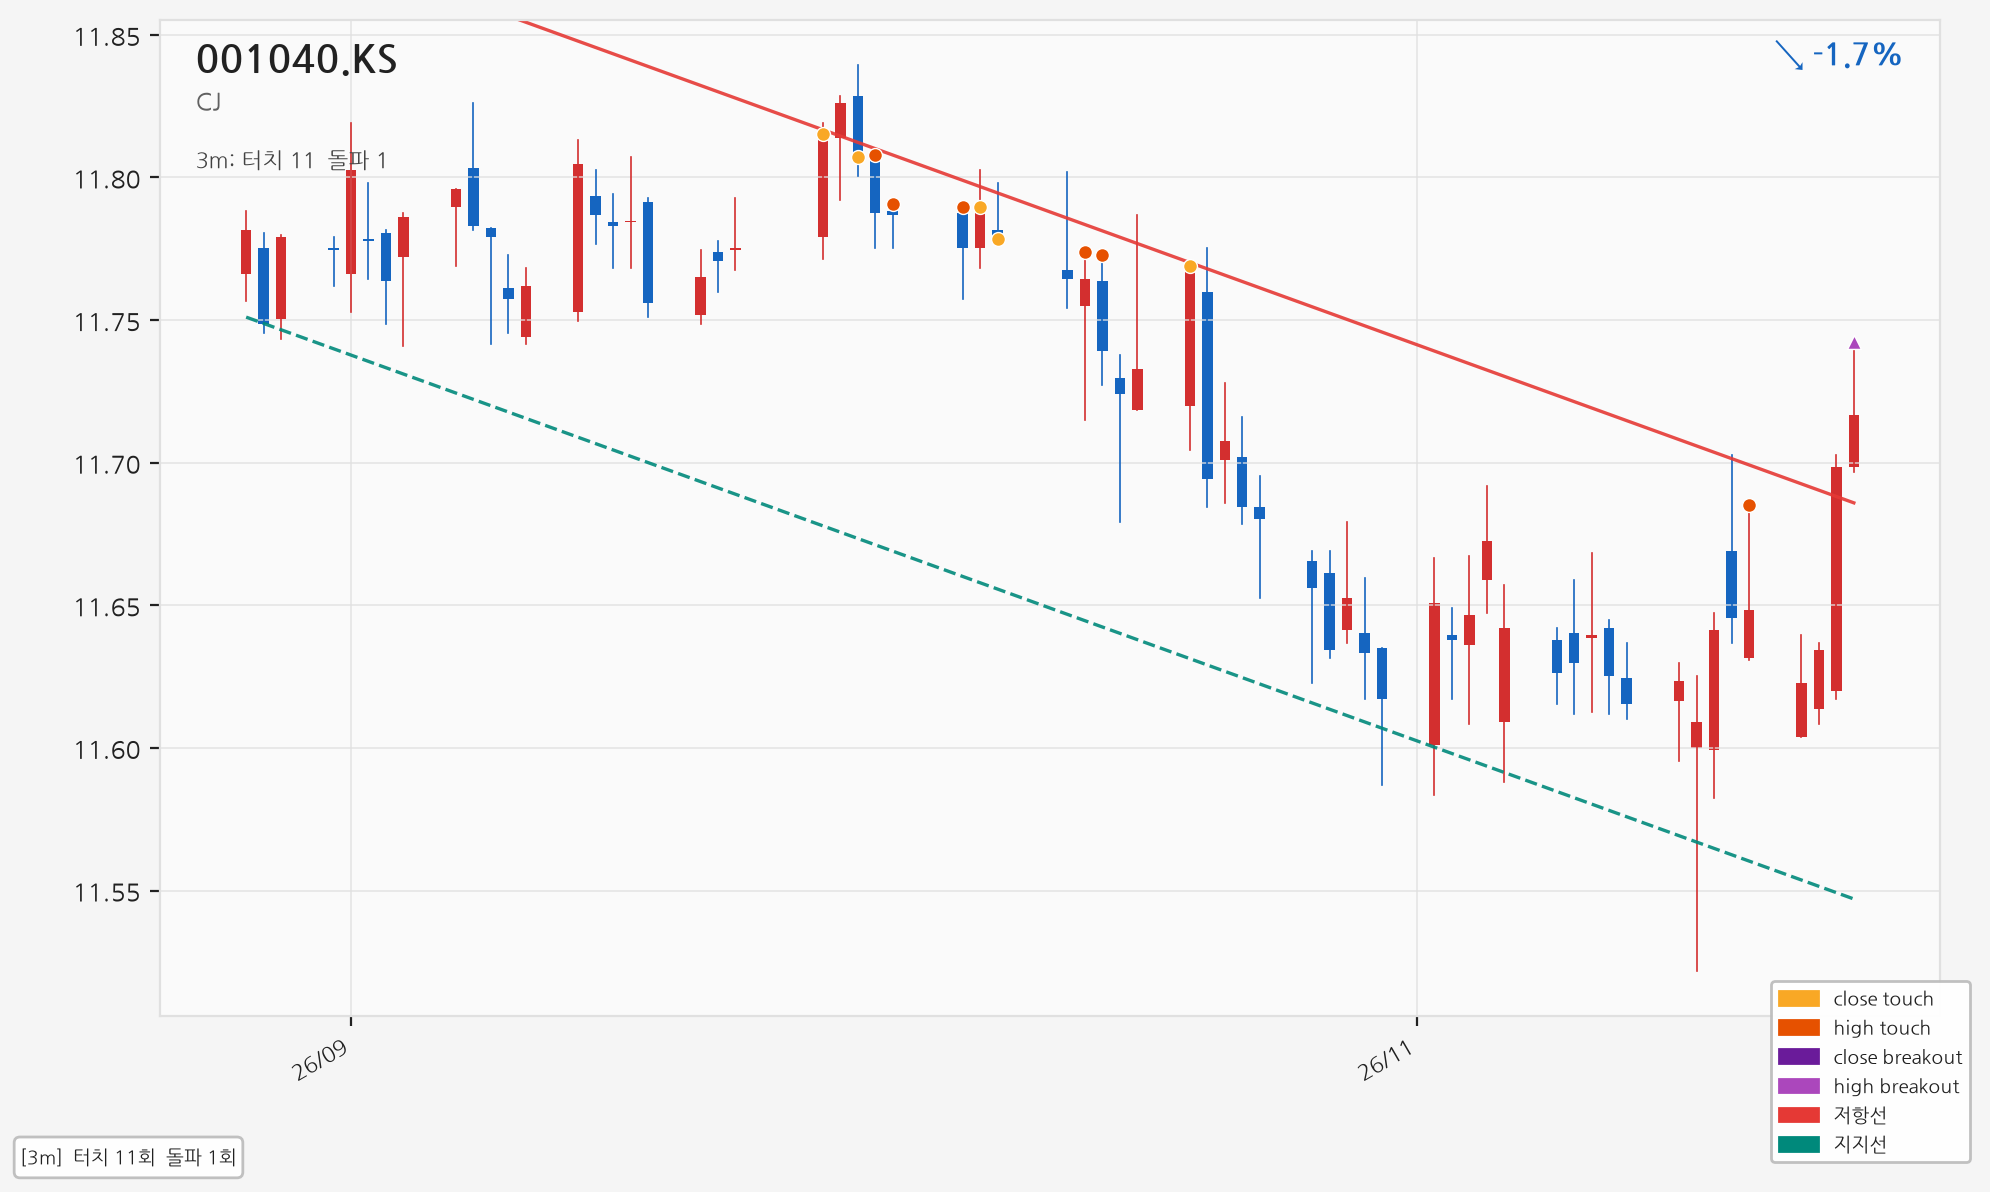 001040.KS
CJ
3m: 터치 11  돌파 1
-1.7%
11.85
11.80
11.75
11.70
11.65
11.60
11.55
26/09
26/11
close touch
high touch
close breakout
high breakout
저항선
지지선
[3m]  터치 11회  돌파 1회